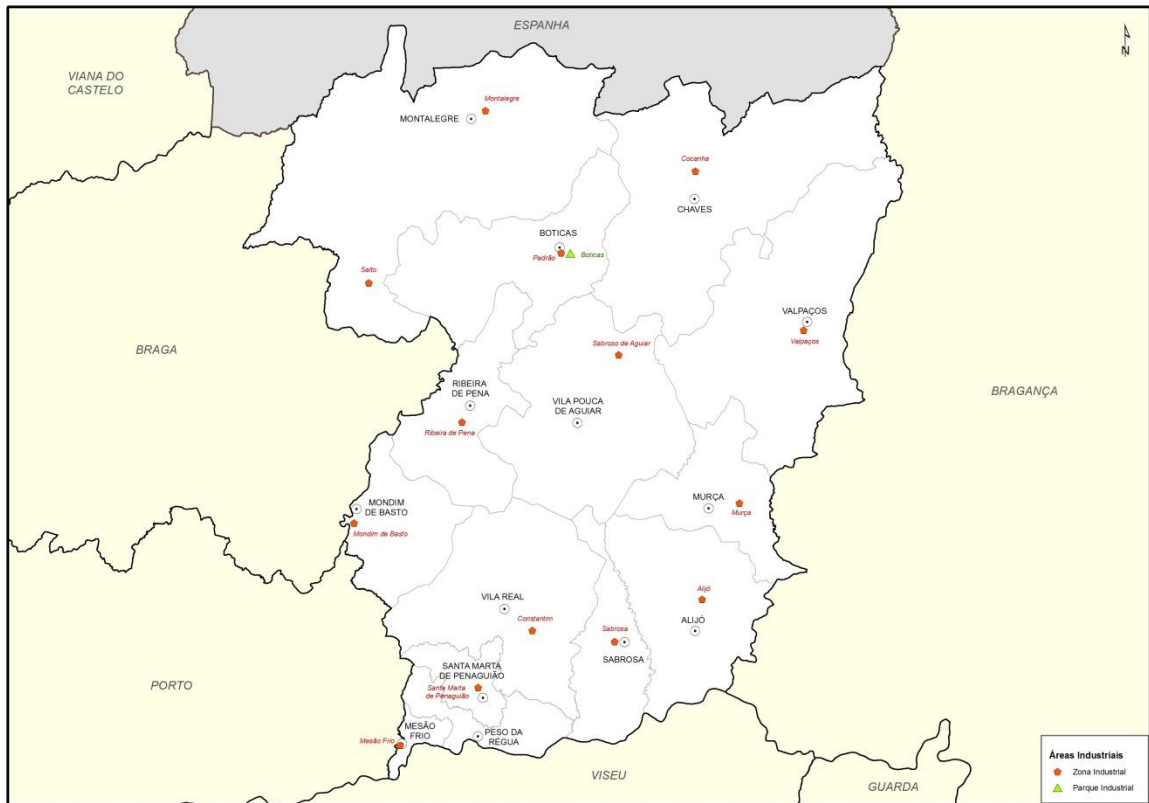 ESPANHA
N
VIANA DO
CASTELO
Montalegre
MONTALEGRE
Cocanha
CHAVES
BOTICAS
Padrão
Boticas
Salto
VALPAÇOS
Valpaços
BRAGA
Sabroso de Aguiar
RIBEIRA
DE PENA
BRAGANÇA
VILA POUCA
DE AGUIAR
Ribeira de Pena
MURÇA
Murça
MONDIM
DE BASTO
Mondim de Basto
Alijó
VILA REAL
Constantim
ALIJÓ
Sabrosa
SABROSA
SANTA MARTA
DE PENAGUIÃO
Santa Marta
de Penaguião
PORTO
MESÃO
FRIO
Mesão Frio
PESO DA
RÉGUA
VISEU
GUARDA
Áreas Industriais
Zona Industrial
Parque Industrial